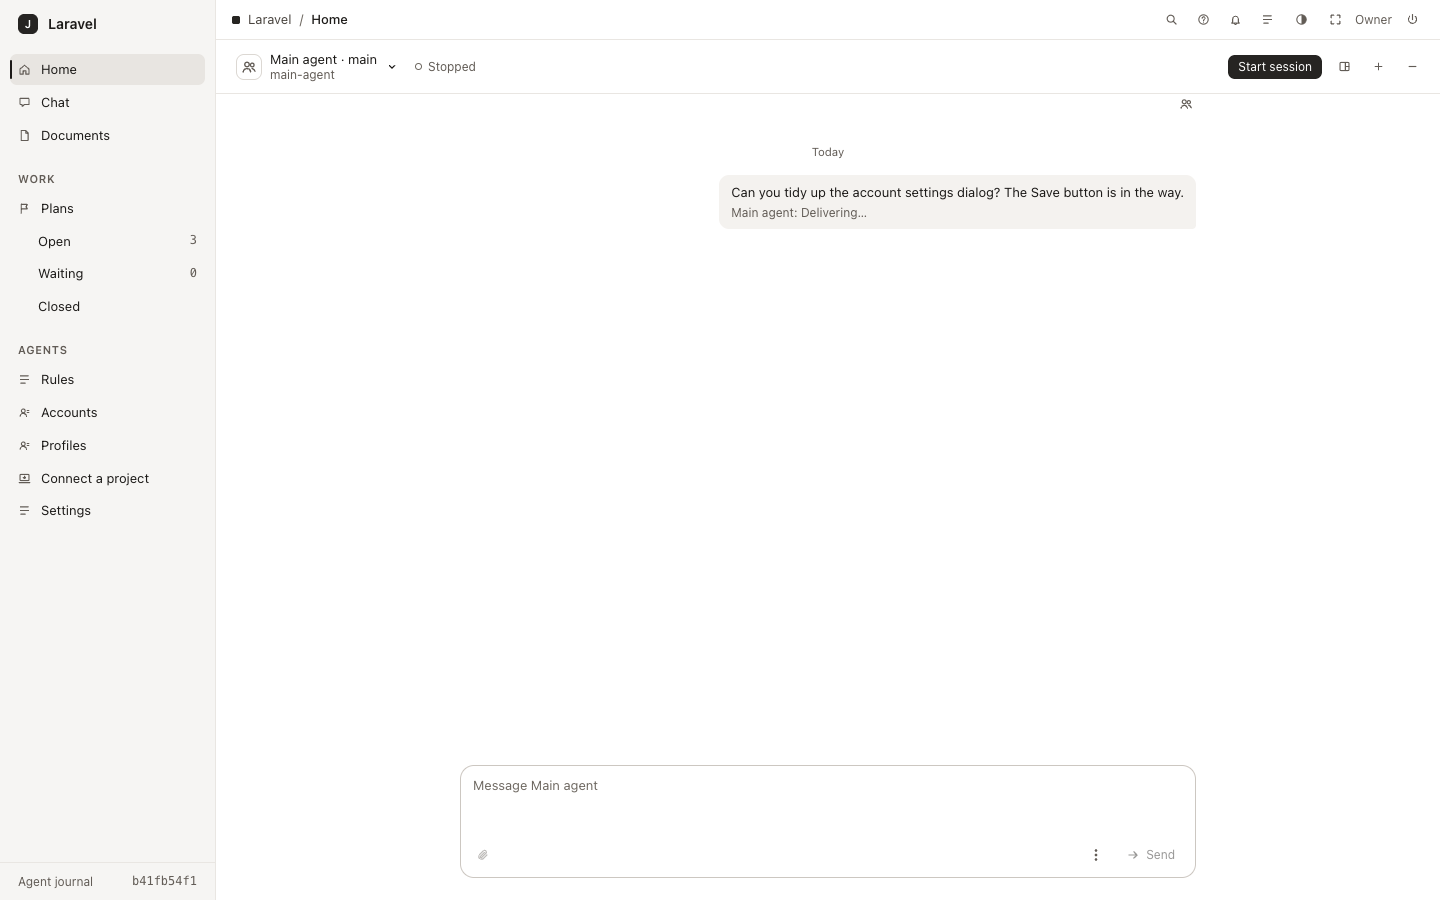 J Laravel
Home
Chat
Documents
WORK
Plans
Open 3
Waiting 0
Closed
AGENTS
Rules
Accounts
Profiles
Connect a project
Settings
Agent journal b41fb54f1
Laravel / Home
Owner
Main agent · main
main-agent
Stopped
Start session
Today
Can you tidy up the account settings dialog? The Save button is in the way.
Main agent: Delivering…
Message Main agent
Send